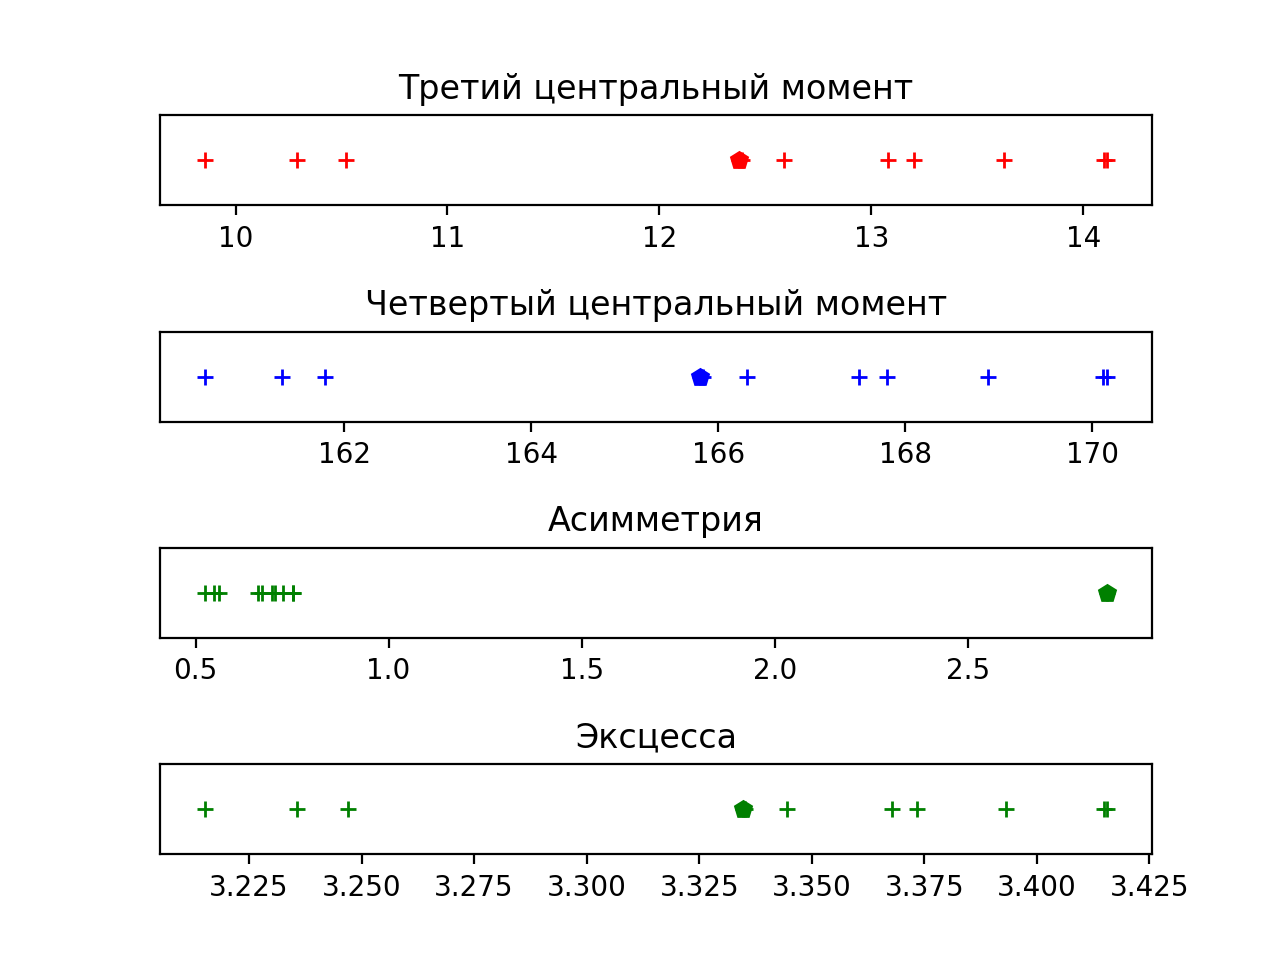 Третий центральный момент
10 11 12 13 14
Четвертый центральный момент
162 164 166 168 170
Асимметрия
0.5 1.0 1.5 2.0 2.5
Эксцесса
3.225 3.250 3.275 3.300 3.325 3.350 3.375 3.400 3.425